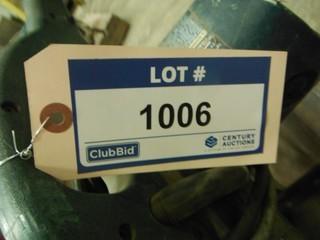 LOT #
1006
ClubBid
CENTURY
AUCTIONS